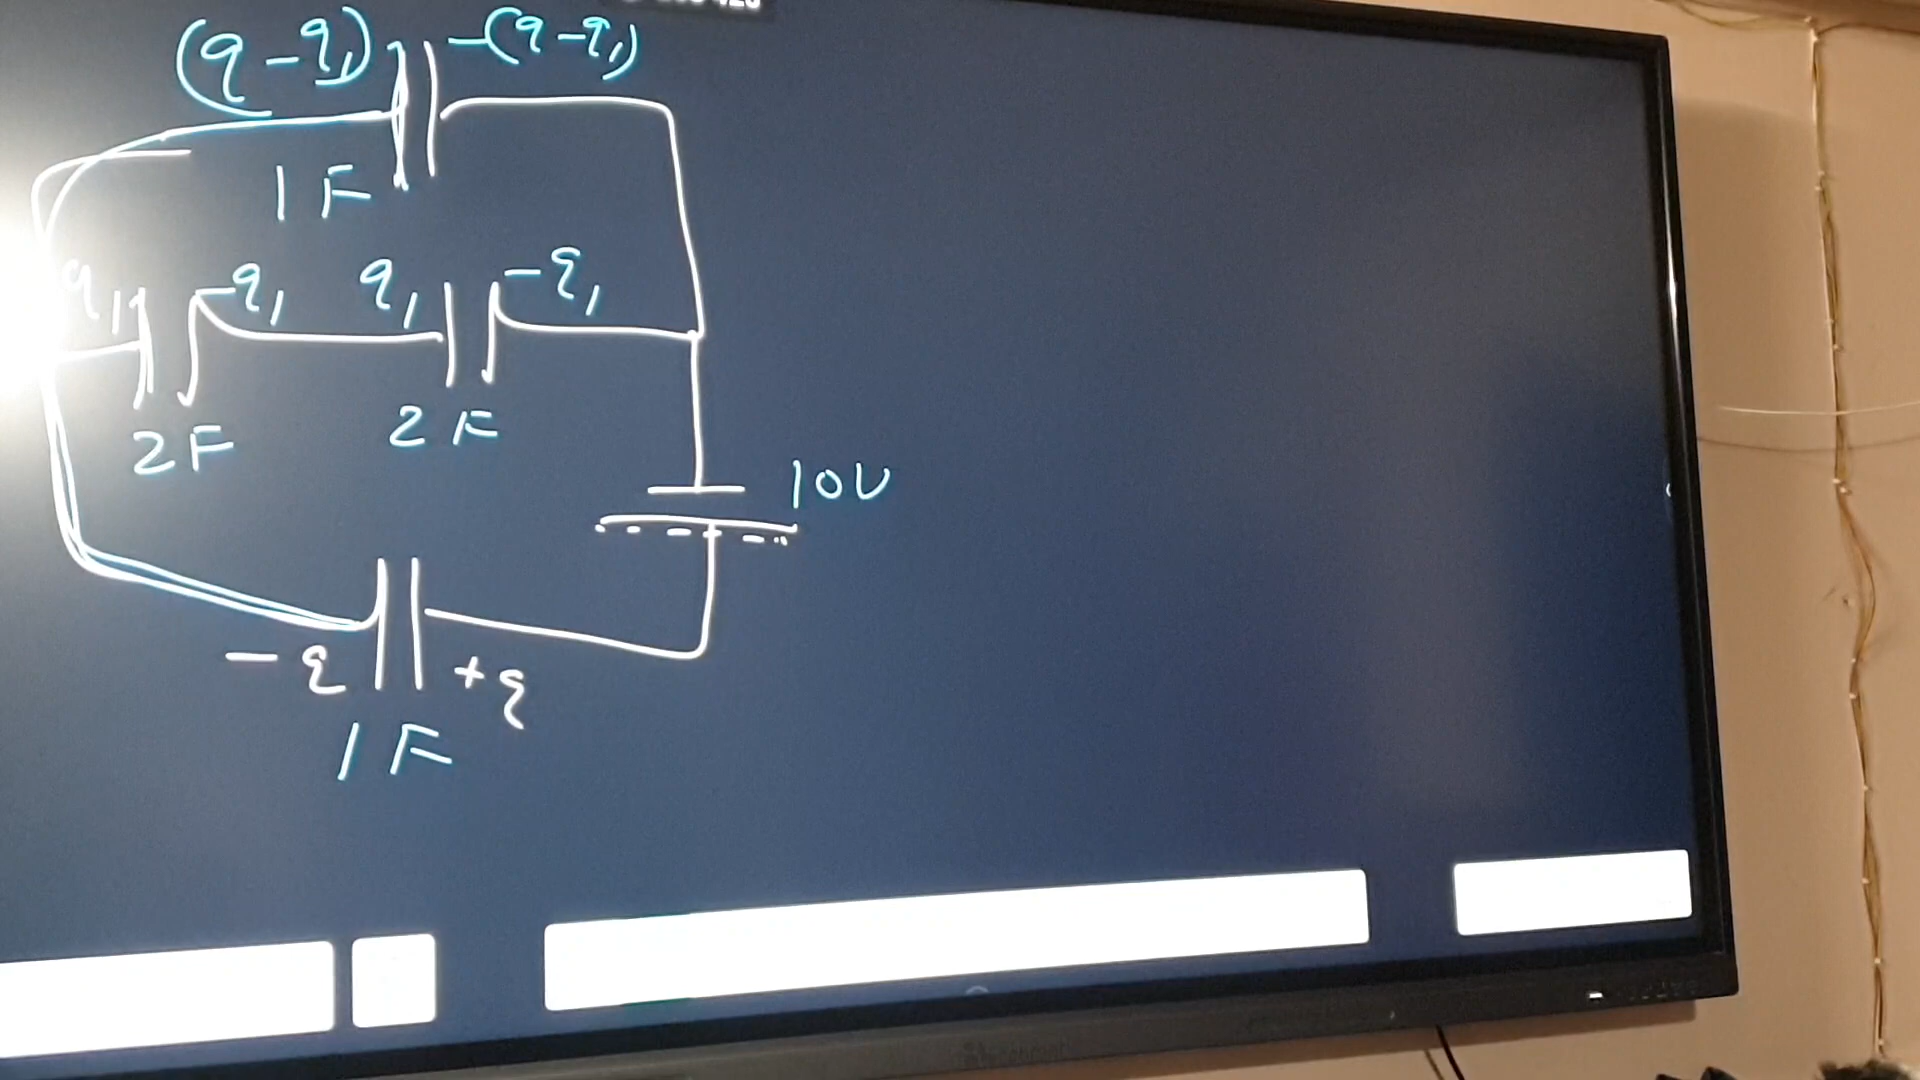 (q-q₁) -(q-q₁)
1F
q₁ -q₁ q₁ -q₁
2F 2F
10V
-q +q
1F